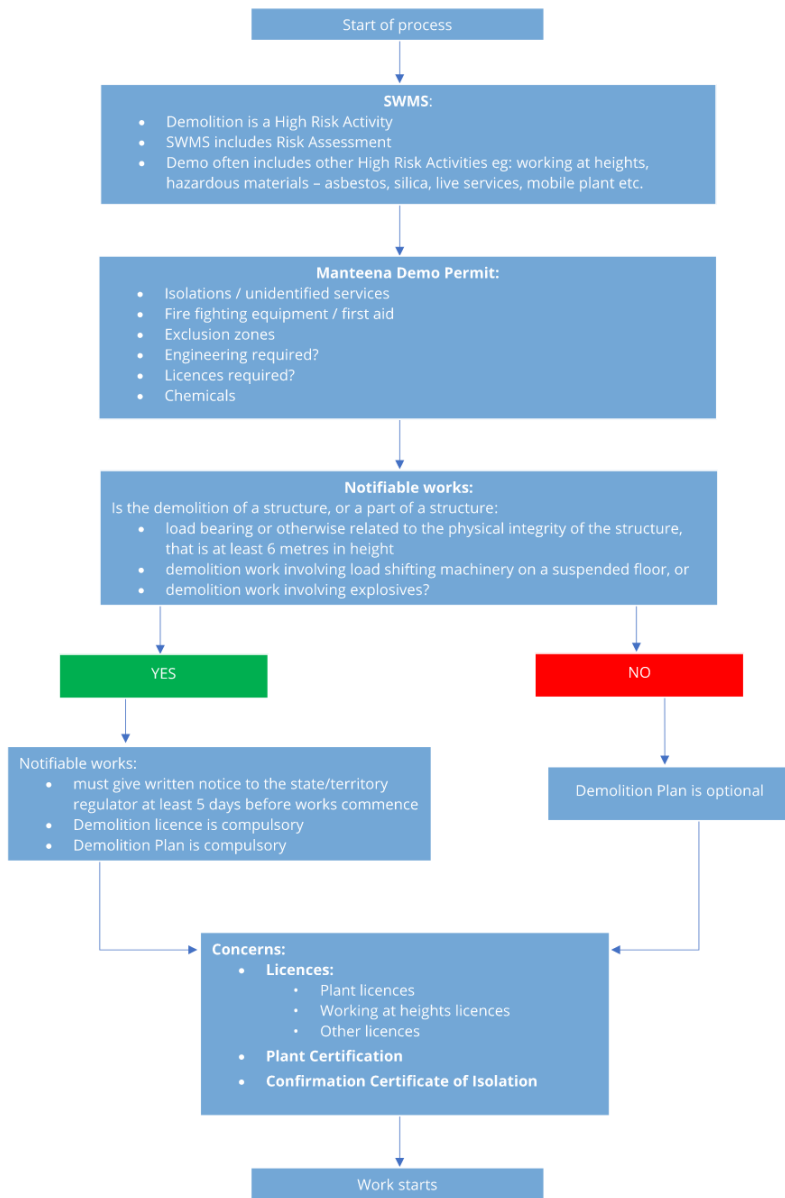 Start of process
SWMS:
• Demolition is a High Risk Activity
• SWMS includes Risk Assessment
• Demo often includes other High Risk Activities eg: working at heights,
hazardous materials – asbestos, silica, live services, mobile plant etc.
Manteena Demo Permit:
• Isolations / unidentified services
• Fire fighting equipment / first aid
• Exclusion zones
• Engineering required?
• Licences required?
• Chemicals
Notifiable works:
Is the demolition of a structure, or a part of a structure:
• load bearing or otherwise related to the physical integrity of the structure,
that is at least 6 metres in height
• demolition work involving load shifting machinery on a suspended floor, or
• demolition work involving explosives?
YES
NO
Notifiable works:
• must give written notice to the state/territory
regulator at least 5 days before works commence
• Demolition licence is compulsory
• Demolition Plan is compulsory
Demolition Plan is optional
Concerns:
• Licences:
• Plant licences
• Working at heights licences
• Other licences
• Plant Certification
• Confirmation Certificate of Isolation
Work starts